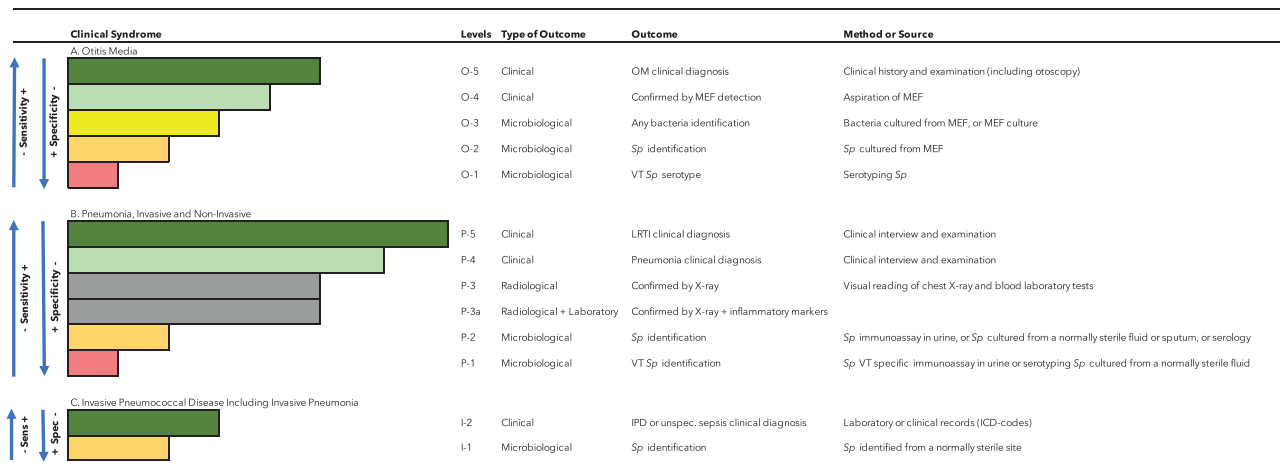 Clinical Syndrome Levels Type of Outcome Outcome Method or Source
A. Otitis Media
- Sensitivity +
+ Specificity -
O-5 Clinical OM clinical diagnosis Clinical history and examination (including otoscopy)
O-4 Clinical Confirmed by MEF detection Aspiration of MEF
O-3 Microbiological Any bacteria identification Bacteria cultured from MEF, or MEF culture
O-2 Microbiological Sp identification Sp cultured from MEF
O-1 Microbiological VT Sp serotype Serotyping Sp
B. Pneumonia, Invasive and Non-Invasive
- Sensitivity +
+ Specificity -
P-5 Clinical LRTI clinical diagnosis Clinical interview and examination
P-4 Clinical Pneumonia clinical diagnosis Clinical interview and examination
P-3 Radiological Confirmed by X-ray Visual reading of chest X-ray and blood laboratory tests
P-3a Radiological + Laboratory Confirmed by X-ray + inflammatory markers
P-2 Microbiological Sp identification Sp immunoassay in urine, or Sp cultured from a normally sterile fluid or sputum, or serology
P-1 Microbiological VT Sp identification Sp VT specific immunoassay in urine or serotyping Sp cultured from a normally sterile fluid
C. Invasive Pneumococcal Disease Including Invasive Pneumonia
- Sens +
+ Spec -
I-2 Clinical IPD or unspec. sepsis clinical diagnosis Laboratory or clinical records (ICD-codes)
I-1 Microbiological Sp identification Sp identified from a normally sterile site